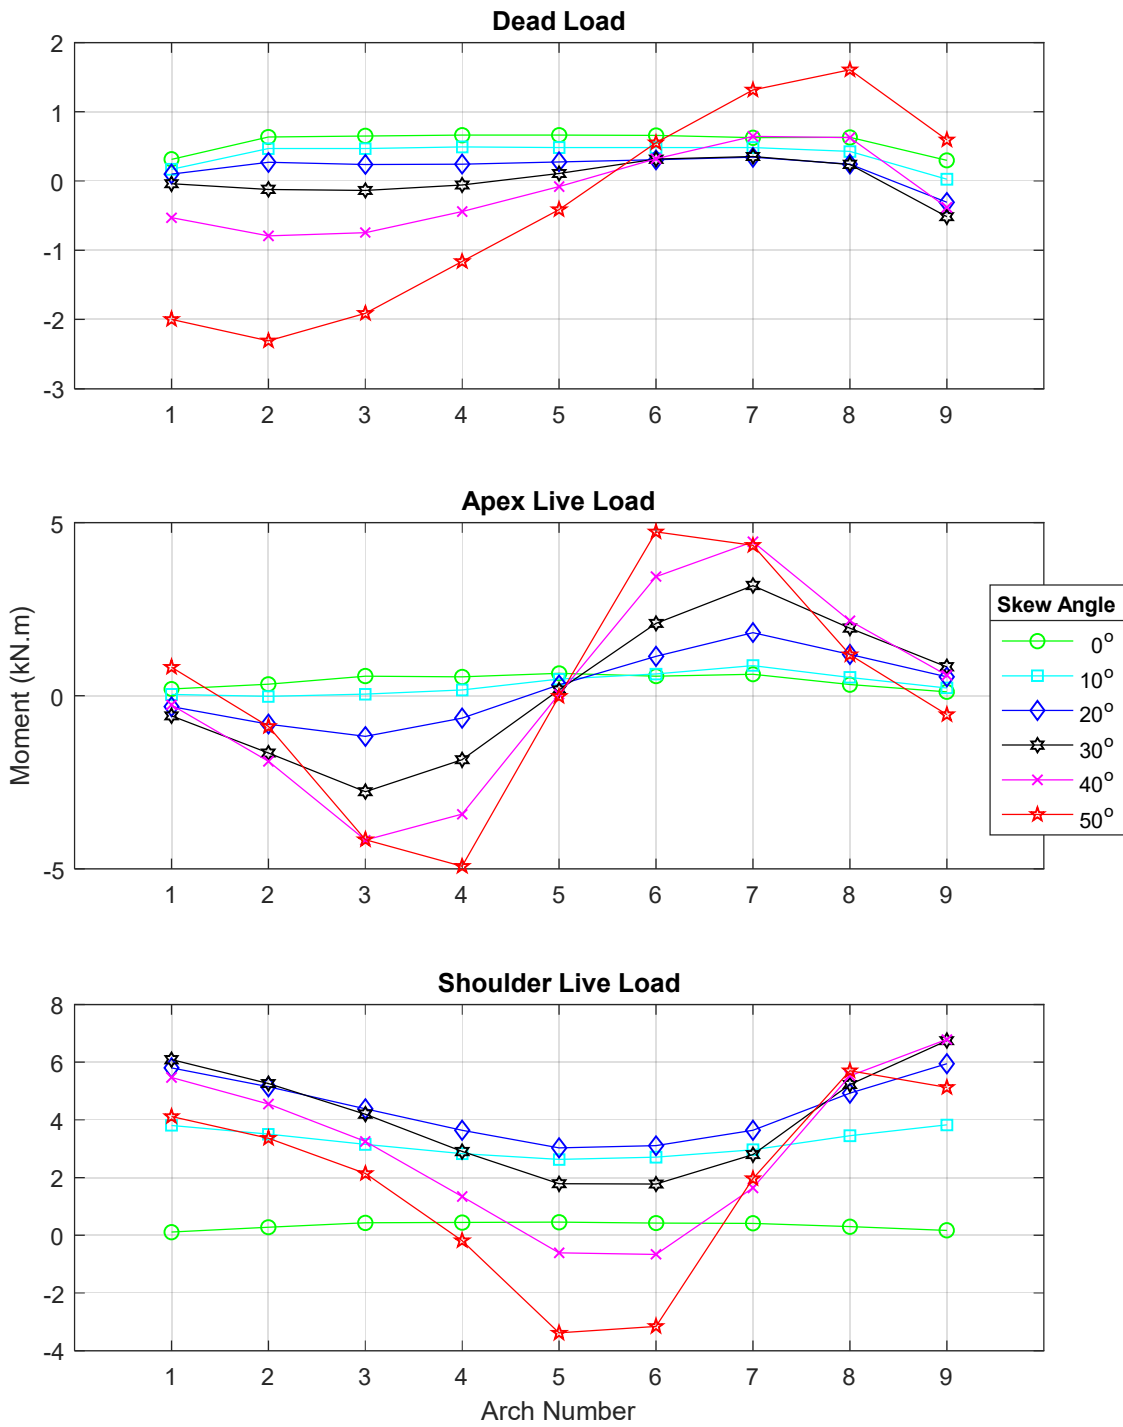 Dead Load
2
1
0
-1
-2
-3
1 2 3 4 5 6 7 8 9
Apex Live Load
5
0
-5
1 2 3 4 5 6 7 8 9
Moment (kN.m)
Skew Angle
0°
10°
20°
30°
40°
50°
Shoulder Live Load
8
6
4
2
0
-2
-4
1 2 3 4 5 6 7 8 9
Arch Number